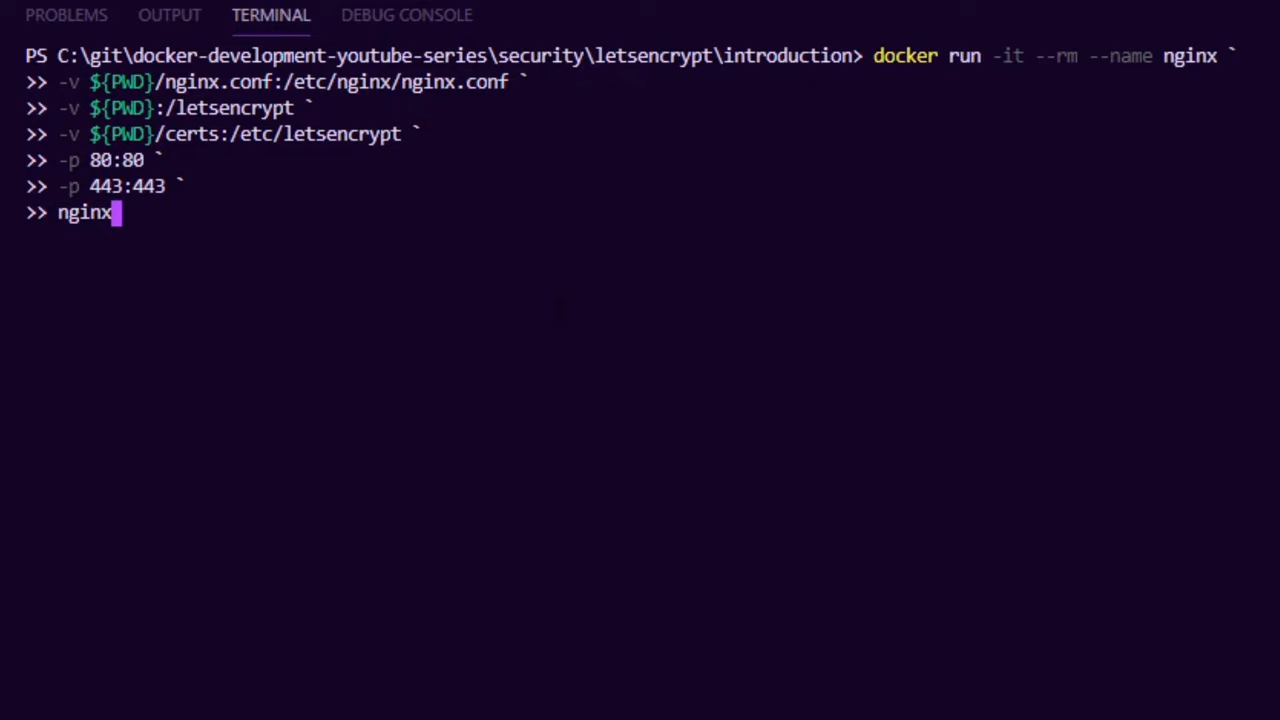 PROBLEMS OUTPUT TERMINAL DEBUG CONSOLE
PS C:\git\docker-development-youtube-series\security\letsencrypt\introduction> docker run -it --rm --name nginx `
>> -v ${PWD}/nginx.conf:/etc/nginx/nginx.conf `
>> -v ${PWD}:/letsencrypt `
>> -v ${PWD}/certs:/etc/letsencrypt `
>> -p 80:80 `
>> -p 443:443 `
>> nginx